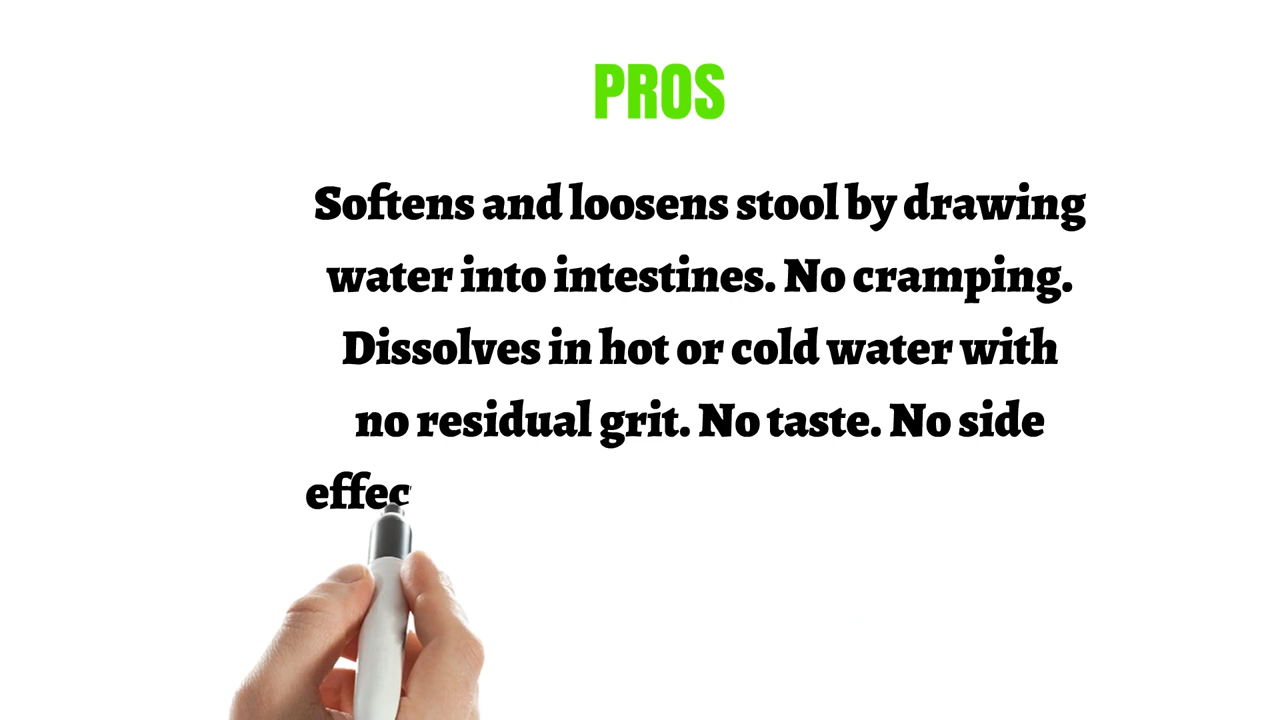 PROS
Softens and loosens stool by drawing
water into intestines. No cramping.
Dissolves in hot or cold water with
no residual grit. No taste. No side
effec